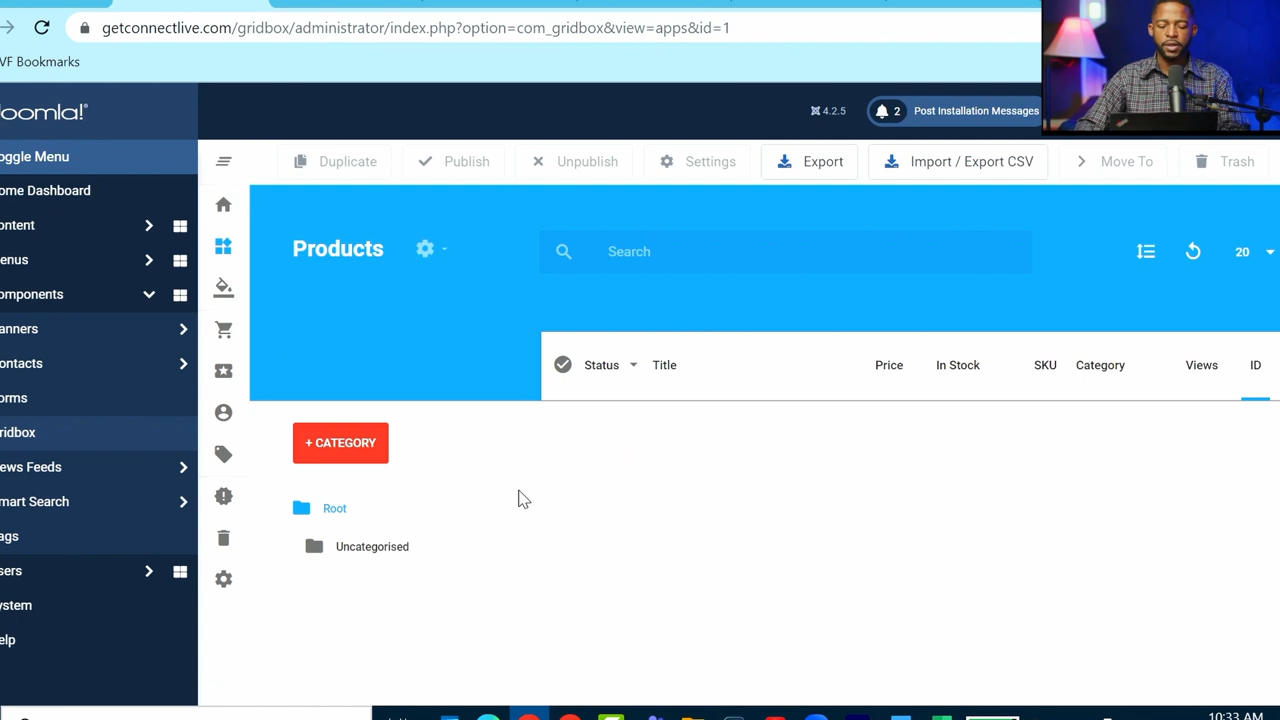 getconnectlive.com/gridbox/administrator/index.php?option=com_gridbox&view=apps&id=1
VF Bookmarks
oomla!®
4.2.5
2
Post Installation Messages
oggle Menu
Duplicate
Publish
Unpublish
Settings
Export
Import / Export CSV
Move To
Trash
ome Dashboard
ontent
enus
omponents
anners
ontacts
orms
ridbox
ews Feeds
mart Search
ags
sers
ystem
elp
Products
Search
20
Status
Title
Price
In Stock
SKU
Category
Views
ID
+ CATEGORY
Root
Uncategorised
10:33 AM